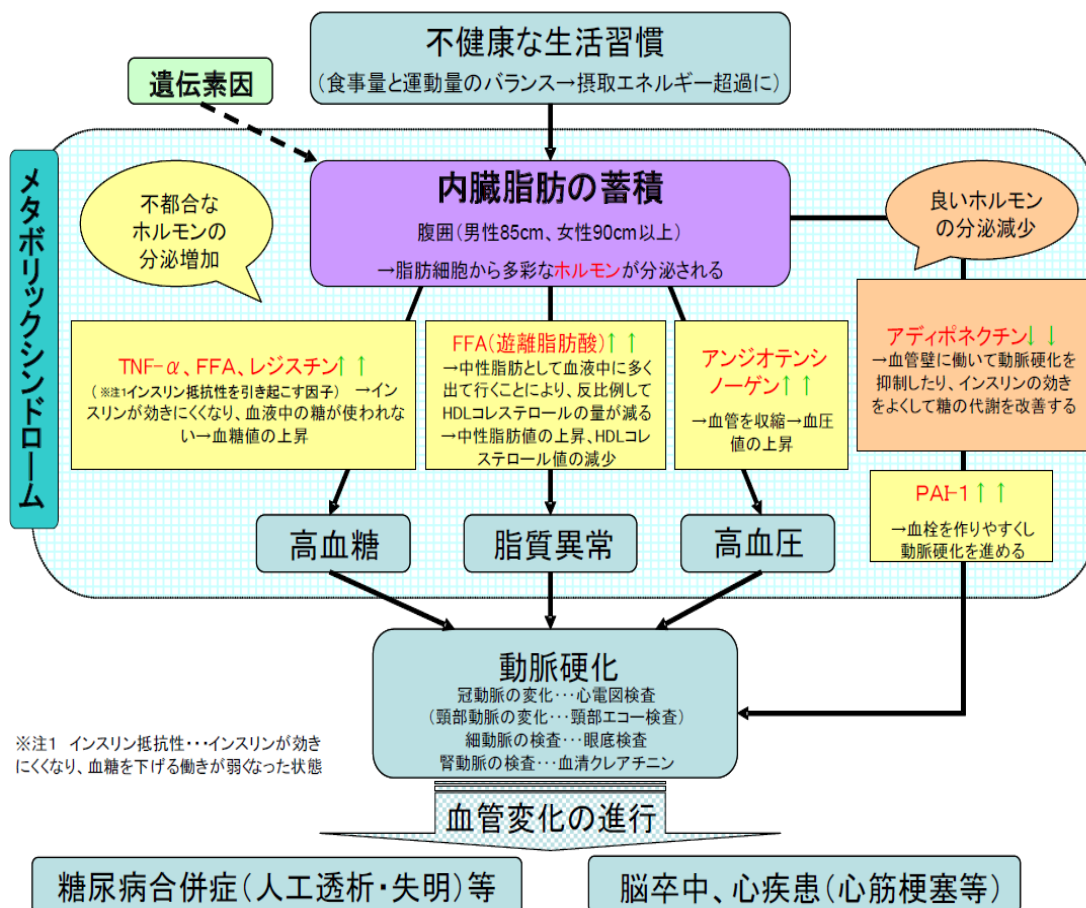 不健康な生活習慣
(食事量と運動量のバランス→摂取エネルギー超過に)
遺伝素因
メタボリックシンドローム
内臓脂肪の蓄積
腹囲(男性85cm、女性90cm以上)
→脂肪細胞から多彩なホルモンが分泌される
不都合な
ホルモンの
分泌増加
良いホルモン
の分泌減少
TNF-α、FFA、レジスチン↑↑
(※注1インスリン抵抗性を引き起こす因子) →イン
スリンが効きにくくなり、血液中の糖が使われな
い→血糖値の上昇
FFA(遊離脂肪酸)↑↑
→中性脂肪として血液中に多く
出て行くことにより、反比例して
HDLコレステロールの量が減る
→中性脂肪値の上昇、HDLコレ
ステロール値の減少
アンジオテンシ
ノーゲン↑↑
→血管を収縮→血圧
値の上昇
アディポネクチン↓↓
→血管壁に働いて動脈硬化を
抑制したり、インスリンの効き
をよくして糖の代謝を改善する
PAI-1↑↑
→血栓を作りやすくし
動脈硬化を進める
高血糖
脂質異常
高血圧
動脈硬化
冠動脈の変化･･･心電図検査
(頸部動脈の変化･･･頸部エコー検査)
細動脈の検査･･･眼底検査
腎動脈の検査･･･血清クレアチニン
※注1 インスリン抵抗性･･･インスリンが効き
にくくなり、血糖を下げる働きが弱くなった状態
血管変化の進行
糖尿病合併症(人工透析・失明)等
脳卒中、心疾患(心筋梗塞等)